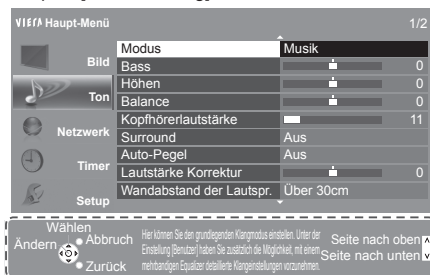 VIErA Haupt-Menü 1/2
Bild
Ton
Netzwerk
Timer
Setup
Modus Musik
Bass 0
Höhen 0
Balance 0
Kopfhörerlautstärke 11
Surround Aus
Auto-Pegel Aus
Lautstärke Korrektur 0
Wandabstand der Lautspr. Über 30cm
Wählen
Ändern
Abbruch
Zurück
Hier können Sie den grundlegenden Klangmodus einstellen. Unter der
Einstellung [Benutzer] haben Sie zusätzlich die Möglichkeit, mit einem
mehrbandigen Equalizer detaillierte Klangeinstellungen vorzunehmen.
Seite nach oben
Seite nach unten